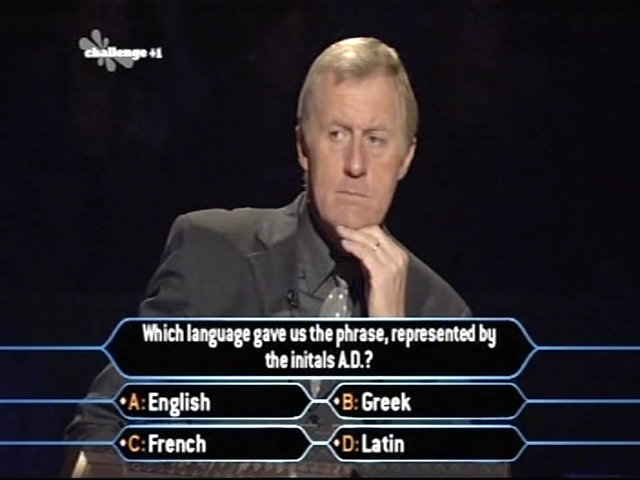 challenge +1
Which language gave us the phrase, represented by
the initals A.D.?
A: English
B: Greek
C: French
D: Latin